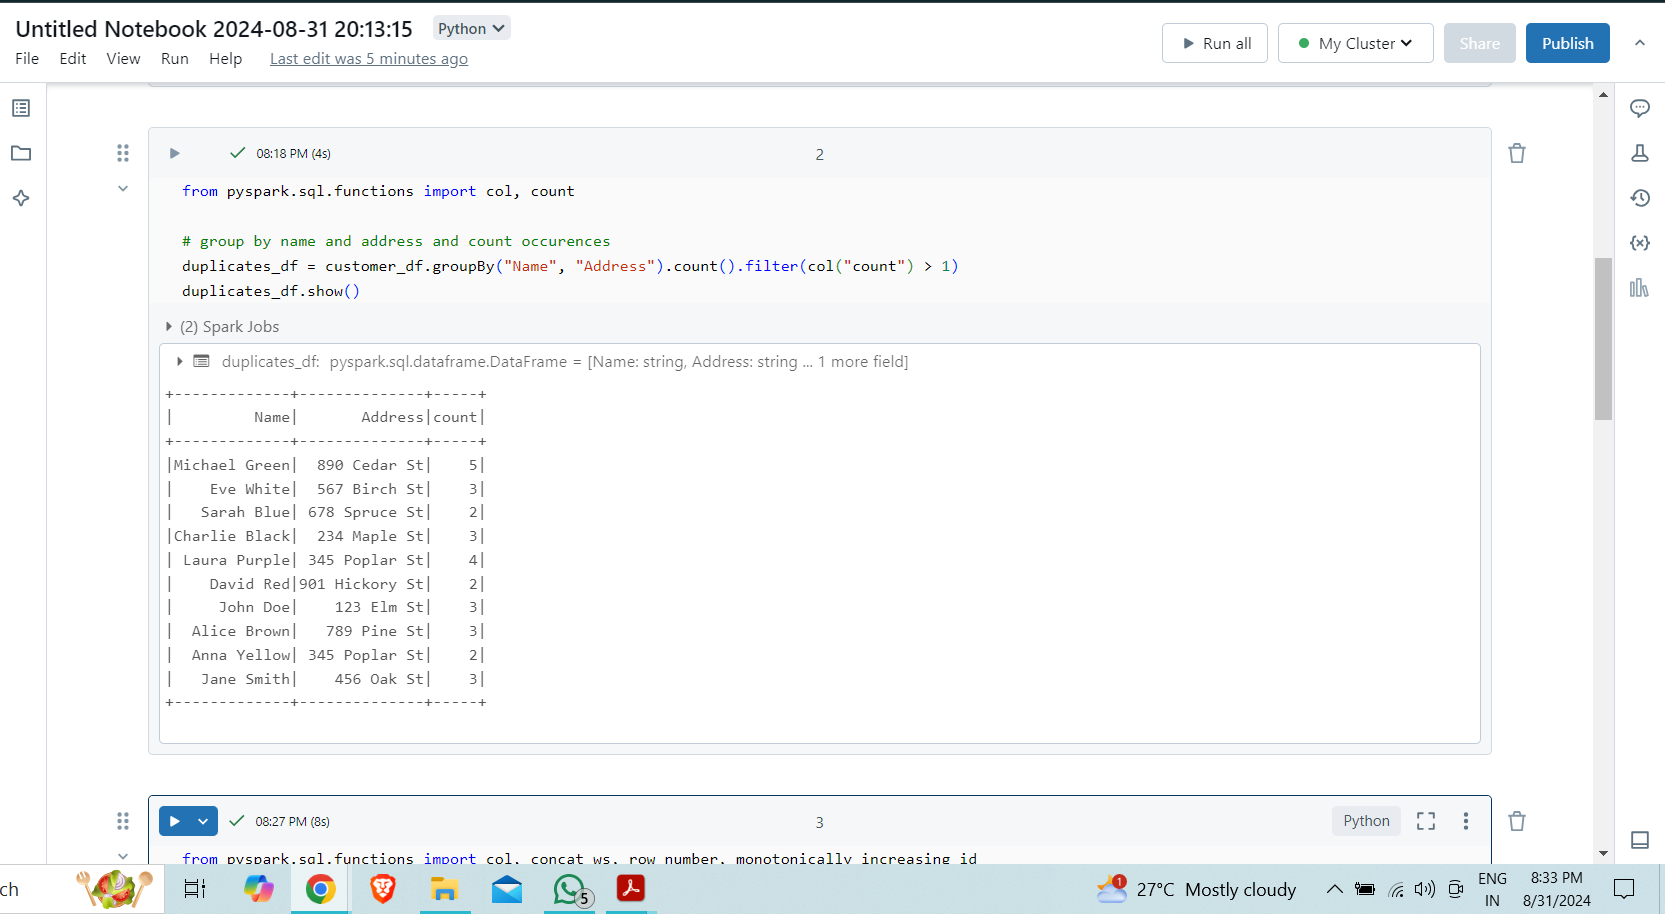 Untitled Notebook 2024-08-31 20:13:15 Python
File Edit View Run Help Last edit was 5 minutes ago
Run all My Cluster Share Publish
08:18 PM (4s) 2
from pyspark.sql.functions import col, count
# group by name and address and count occurences
duplicates_df = customer_df.groupBy("Name", "Address").count().filter(col("count") > 1)
duplicates_df.show()
(2) Spark Jobs
duplicates_df: pyspark.sql.dataframe.DataFrame = [Name: string, Address: string ... 1 more field]
+-------------+--------------+-----+
|         Name|       Address|count|
+-------------+--------------+-----+
|Michael Green|  890 Cedar St|    5|
|    Eve White|  567 Birch St|    3|
|   Sarah Blue| 678 Spruce St|    2|
|Charlie Black|  234 Maple St|    3|
| Laura Purple| 345 Poplar St|    4|
|    David Red|901 Hickory St|    2|
|     John Doe|    123 Elm St|    3|
|  Alice Brown|   789 Pine St|    3|
|  Anna Yellow| 345 Poplar St|    2|
|   Jane Smith|    456 Oak St|    3|
+-------------+--------------+-----+
08:27 PM (8s) 3 Python
from pyspark.sql.functions import col, concat_ws, row_number, monotonically_increasing_id
ch 5 1 27°C Mostly cloudy ENG 8:33 PM
IN 8/31/2024